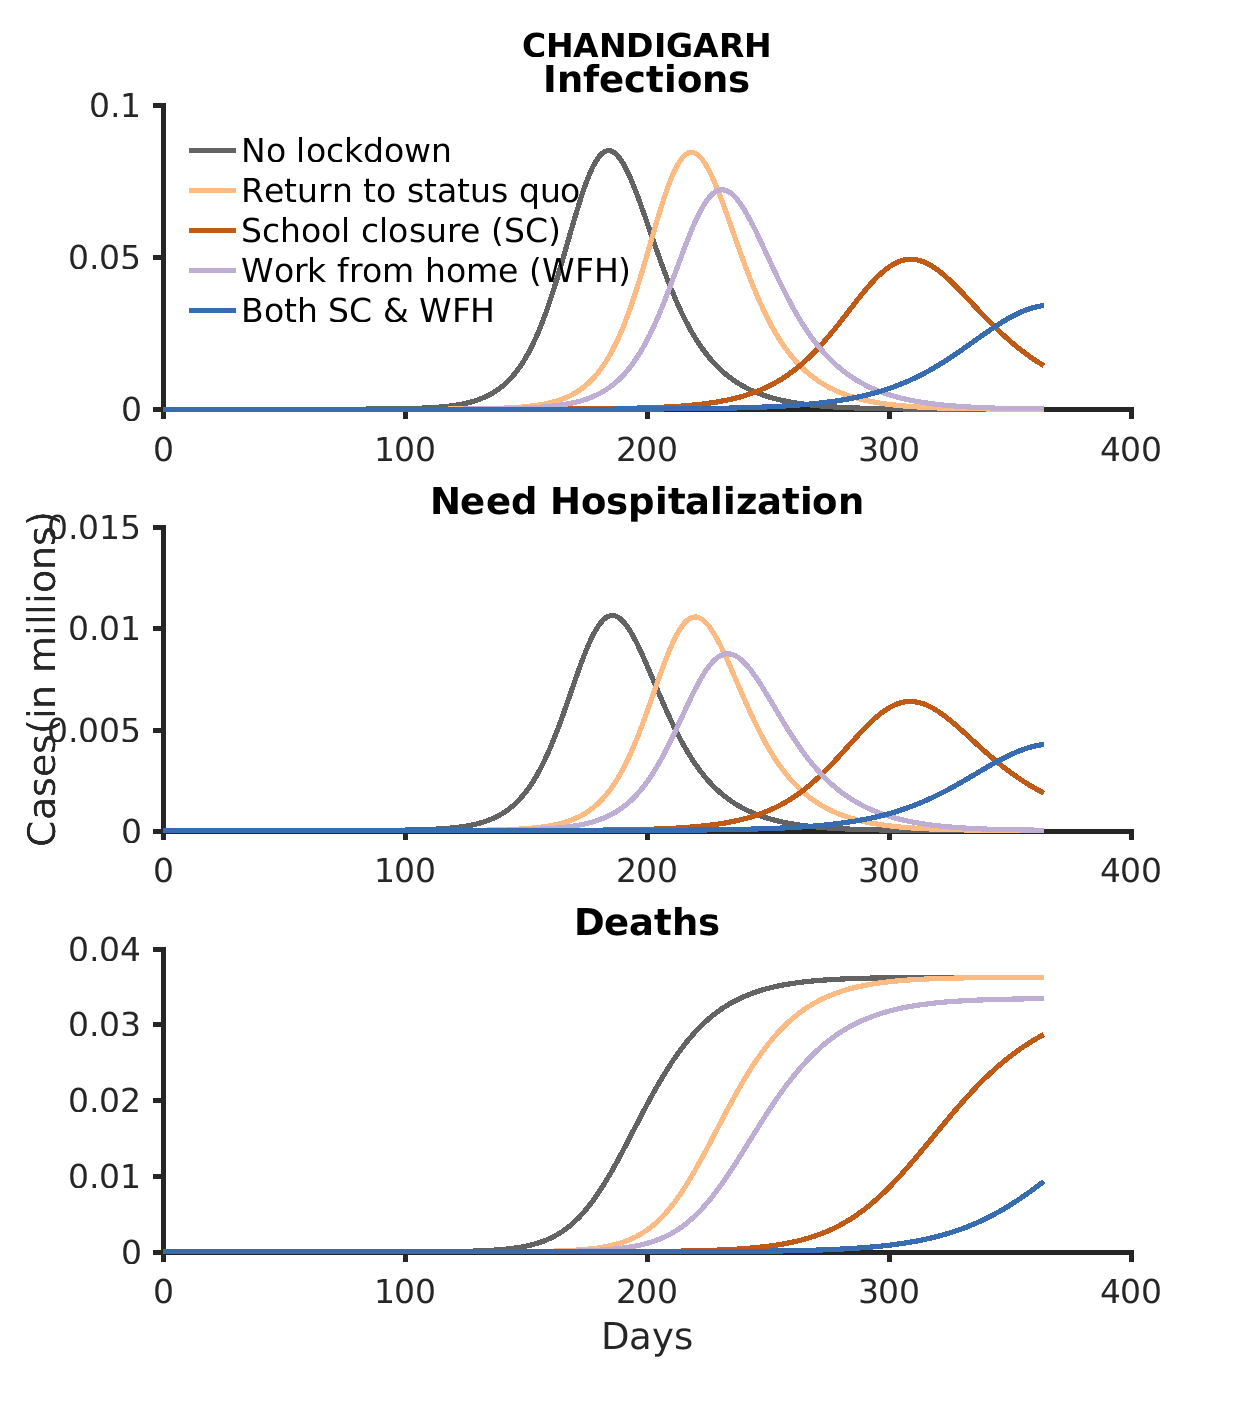 CHANDIGARH
Infections
0.1
0.05
0
No lockdown
Return to status quo
School closure (SC)
Work from home (WFH)
Both SC & WFH
0 100 200 300 400
Need Hospitalization
Cases(in millions)
0.015
0.01
0.005
0
0 100 200 300 400
Deaths
0.04
0.03
0.02
0.01
0
0 100 200 300 400
Days